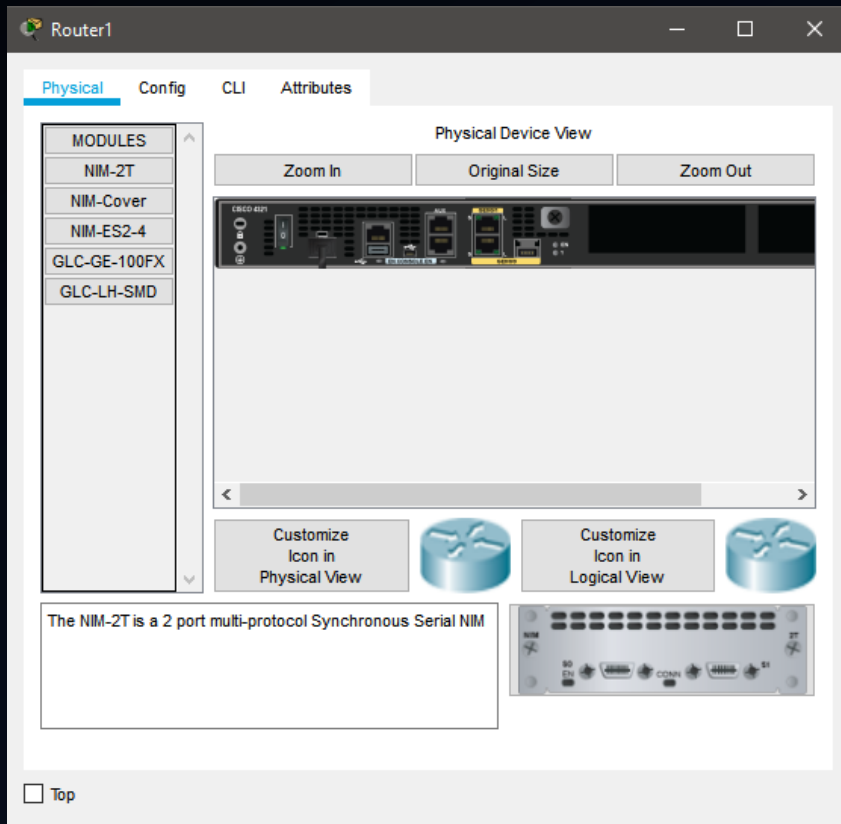 Router1
Physical Config CLI Attributes
MODULES
NIM-2T
NIM-Cover
NIM-ES2-4
GLC-GE-100FX
GLC-LH-SMD
Physical Device View
Zoom In Original Size Zoom Out
CISCO 4321
AUX
Customize
Icon in
Physical View
Customize
Icon in
Logical View
The NIM-2T is a 2 port multi-protocol Synchronous Serial NIM
NIM 2T
S0 S1
EN CONN
Top